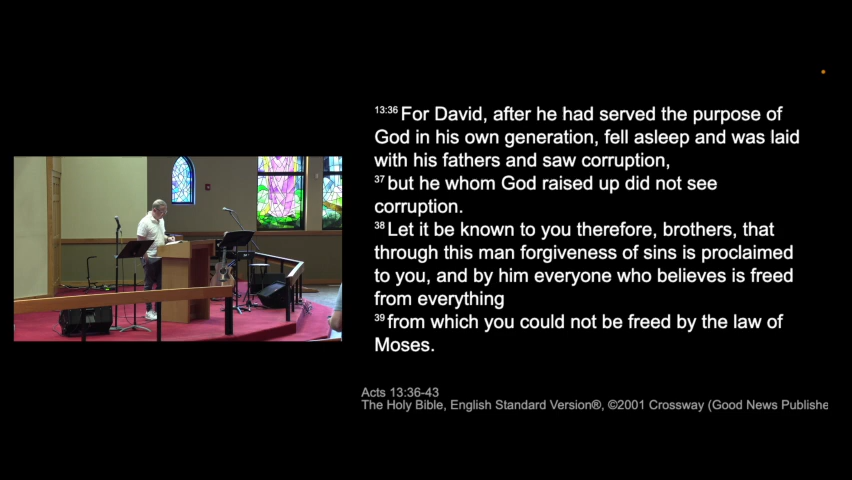 13:36 For David, after he had served the purpose of
God in his own generation, fell asleep and was laid
with his fathers and saw corruption,
37 but he whom God raised up did not see
corruption.
38 Let it be known to you therefore, brothers, that
through this man forgiveness of sins is proclaimed
to you, and by him everyone who believes is freed
from everything
39 from which you could not be freed by the law of
Moses.
Acts 13:36-43
The Holy Bible, English Standard Version®, ©2001 Crossway (Good News Publishe